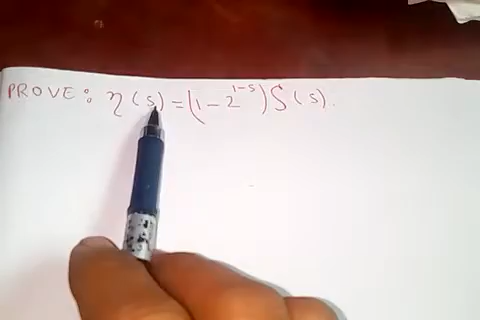 PROVE: η(s) = (1 - 2^{1-s}) ζ(s).